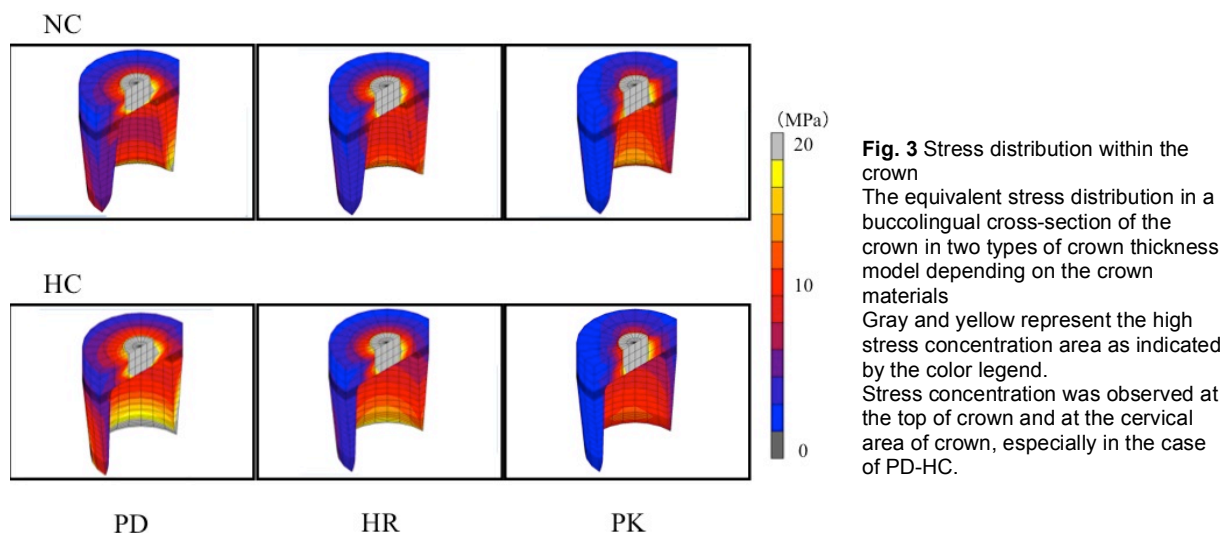 NC
HC
PD
HR
PK
(MPa)
20
10
0
Fig. 3 Stress distribution within the
crown
The equivalent stress distribution in a
buccolingual cross-section of the
crown in two types of crown thickness
model depending on the crown
materials
Gray and yellow represent the high
stress concentration area as indicated
by the color legend.
Stress concentration was observed at
the top of crown and at the cervical
area of crown, especially in the case
of PD-HC.